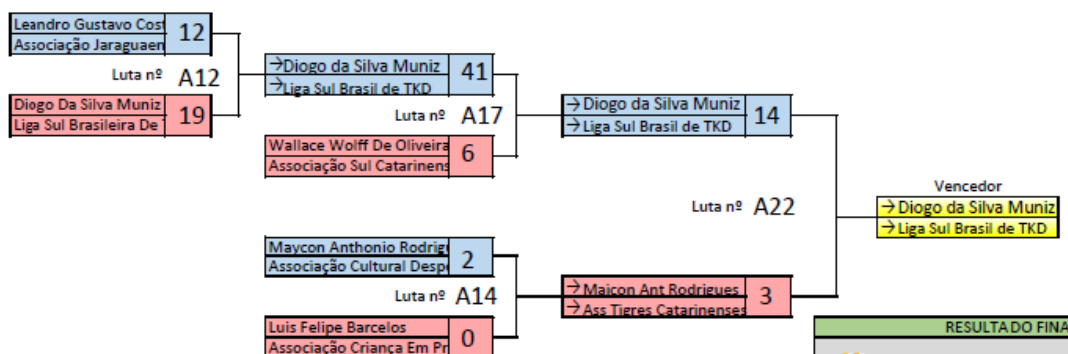 Leandro Gustavo Cost
12
Associação Jaraguaen
Luta nº A12
Diogo Da Silva Muniz
19
Liga Sul Brasileira De
→Diogo da Silva Muniz
41
→Liga Sul Brasil de TKD
Luta nº A17
Wallace Wolff De Oliveira
6
Associação Sul Catarinens
→Diogo da Silva Muniz
14
→Liga Sul Brasil de TKD
Luta nº A22
Vencedor
→Diogo da Silva Muniz
→Liga Sul Brasil de TKD
Maycon Anthonio Rodrigu
2
Associação Cultural Despo
Luta nº A14
Luis Felipe Barcelos
0
Associação Criança Em Pr
→Maicon Ant Rodrigues
3
→Ass Tigres Catarinenses
RESULTADO FINA